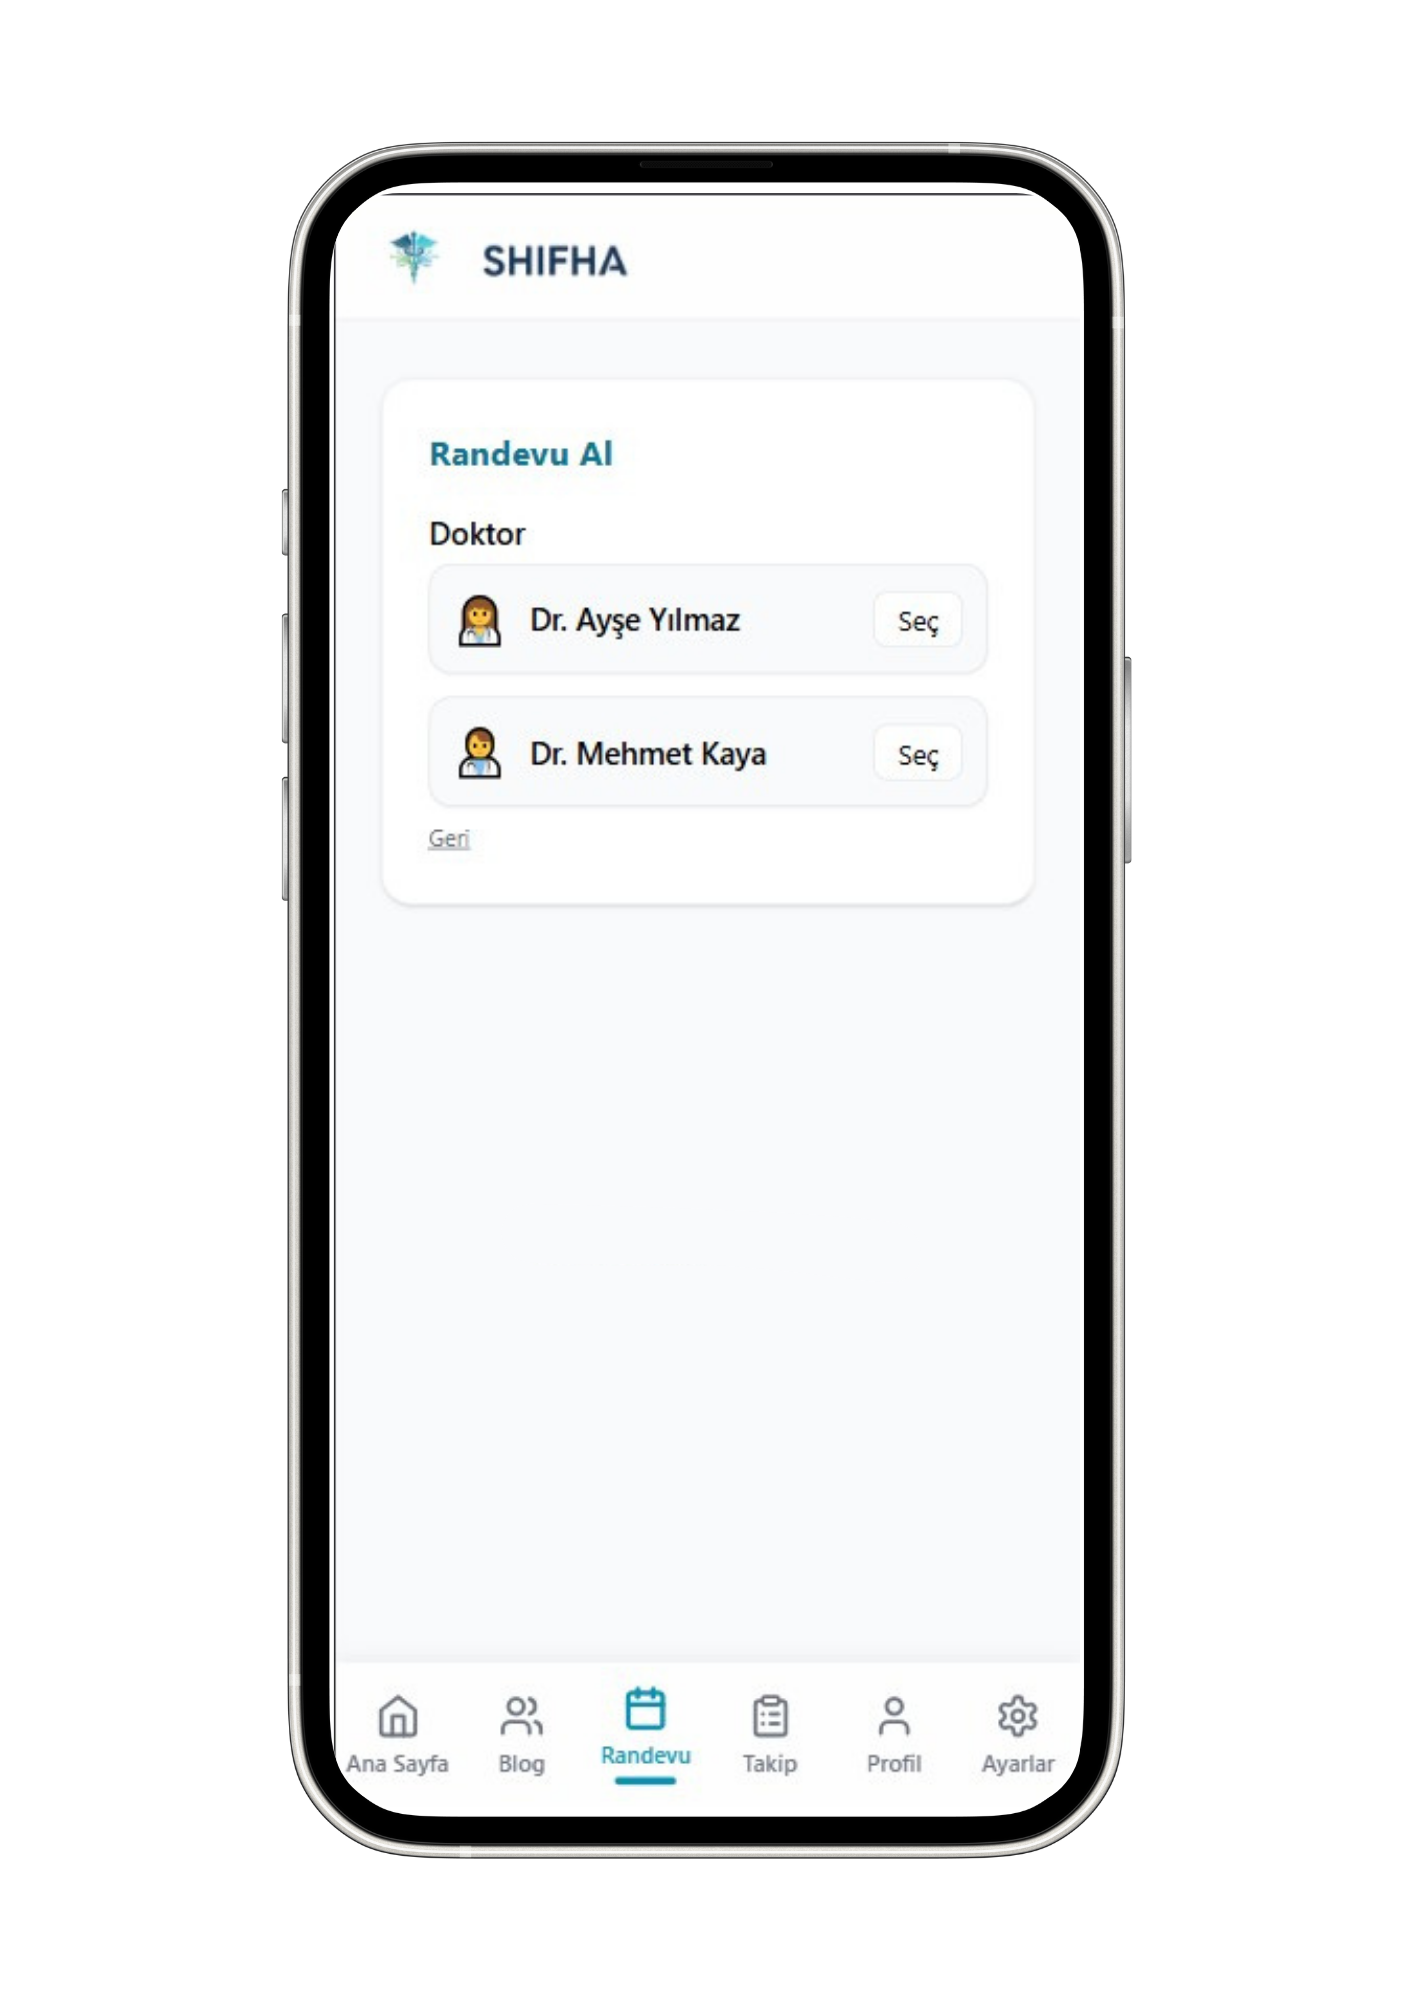 SHIFHA
Randevu Al
Doktor
Dr. Ayşe Yılmaz
Seç
Dr. Mehmet Kaya
Seç
Geri
Ana Sayfa
Blog
Randevu
Takip
Profil
Ayarlar